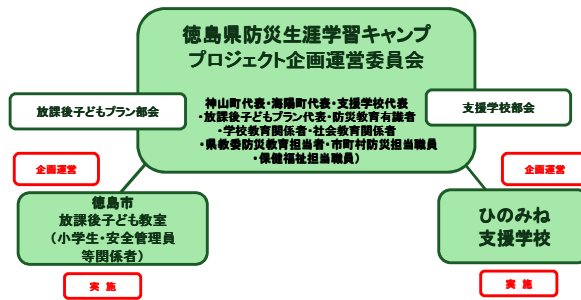 徳島県防災生涯学習キャンプ
プロジェクト企画運営委員会
神山町代表・海陽町代表・支援学校代表
・放課後子どもプラン代表・防災教育有識者
・学校教育関係者・社会教育関係者
・県教委防災教育担当者・市町村防災担当職員
・保健福祉担当職員）
放課後子どもプラン部会
支援学校部会
企画運営
企画運営
徳島市
放課後子ども教室
（小学生・安全管理員
等関係者）
ひのみね
支援学校
実 施
実 施